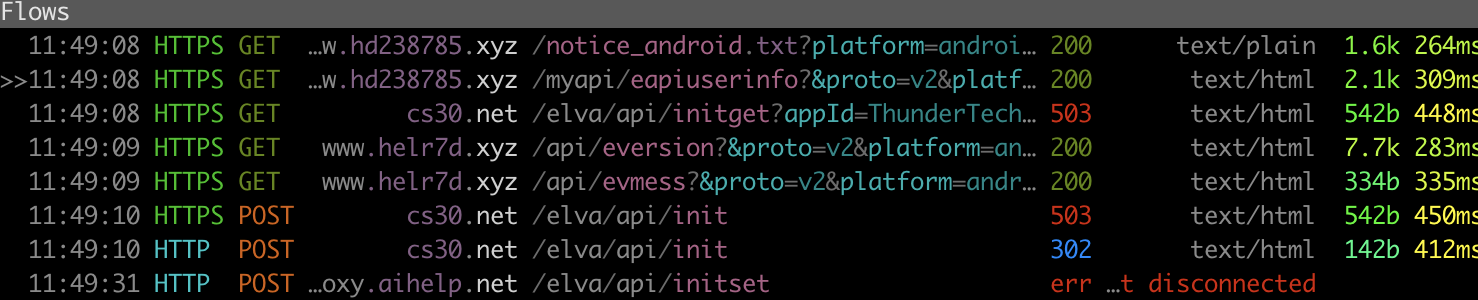 Flows
11:49:08 HTTPS GET …w.hd238785.xyz /notice_android.txt?platform=androi… 200 text/plain 1.6k 264ms
>>11:49:08 HTTPS GET …w.hd238785.xyz /myapi/eapiuserinfo?&proto=v2&platf… 200 text/html 2.1k 309ms
11:49:08 HTTPS GET cs30.net /elva/api/initget?appId=ThunderTech… 503 text/html 542b 448ms
11:49:09 HTTPS GET www.helr7d.xyz /api/eversion?&proto=v2&platform=an… 200 text/html 7.7k 283ms
11:49:09 HTTPS GET www.helr7d.xyz /api/evmess?&proto=v2&platform=andr… 200 text/html 334b 335ms
11:49:10 HTTPS POST cs30.net /elva/api/init 503 text/html 542b 450ms
11:49:10 HTTP POST cs30.net /elva/api/init 302 text/html 142b 412ms
11:49:31 HTTP POST …oxy.aihelp.net /elva/api/initset err …t disconnected